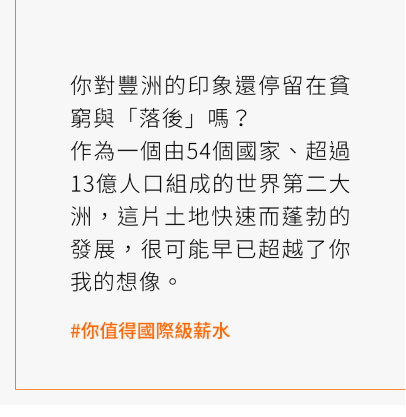 你對豐洲的印象還停留在貧
窮與「落後」嗎？
作為一個由54個國家、超過
13億人口組成的世界第二大
洲，這片土地快速而蓬勃的
發展，很可能早已超越了你
我的想像。
#你值得國際級薪水